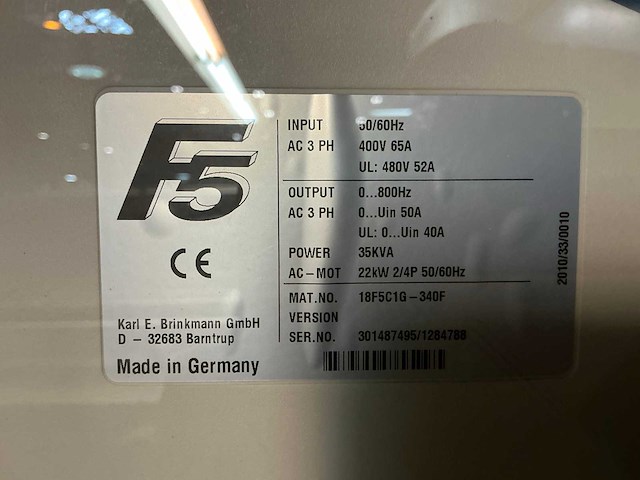 F5
CE
Karl E. Brinkmann GmbH
D - 32683 Barntrup
Made in Germany
INPUT 50/60Hz
AC 3 PH 400V 65A
UL: 480V 52A
OUTPUT 0...800Hz
AC 3 PH 0...Uin 50A
UL: 0...Uin 40A
POWER 35KVA
AC-MOT 22kW 2/4P 50/60Hz
MAT.NO. 18F5C1G-340F
VERSION
SER.NO. 301487495/1284788
2010/33/0010